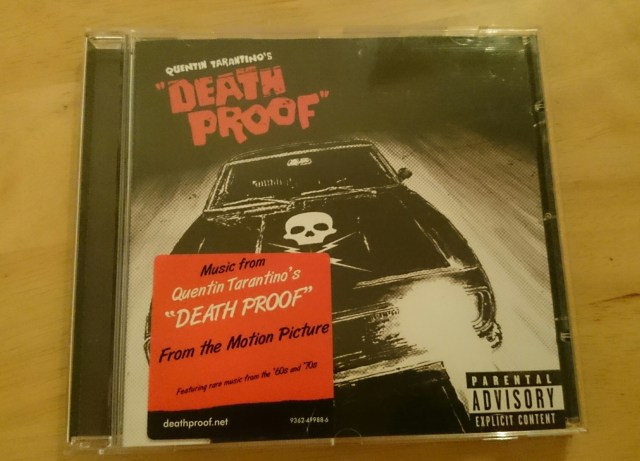 QUENTIN TARANTINO'S
"DEATH
PROOF"
Music from
Quentin Tarantino's
"DEATH PROOF"
From the Motion Picture
Featuring rare music from the '60s and '70s
deathproof.net
9362-49988-6
PARENTAL
ADVISORY
EXPLICIT CONTENT